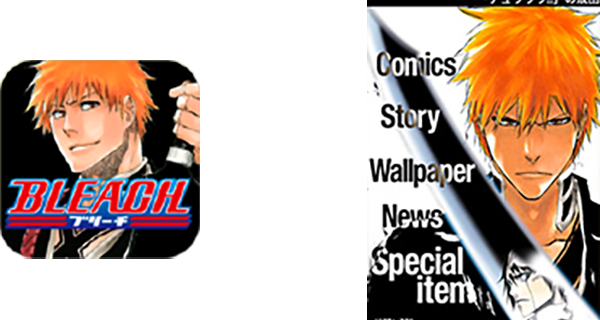 BLEACH
ブリーチ
Comics
Story
Wallpaper
News
Special
item